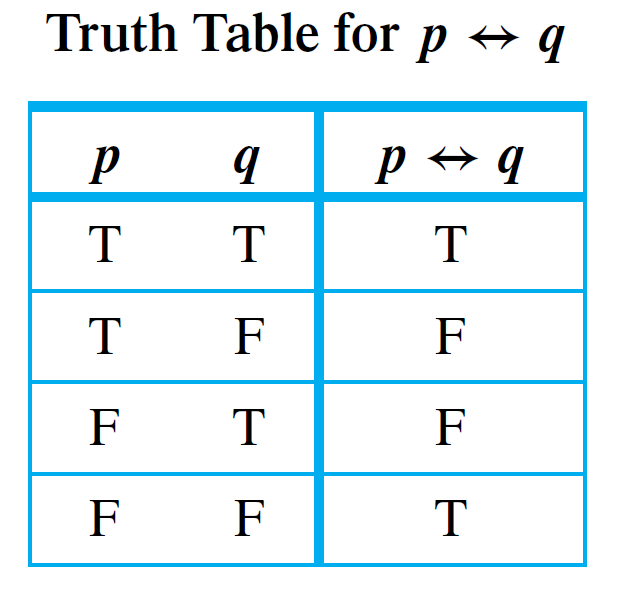 Truth Table for p ↔ q
p q p ↔ q
T T T
T F F
F T F
F F T